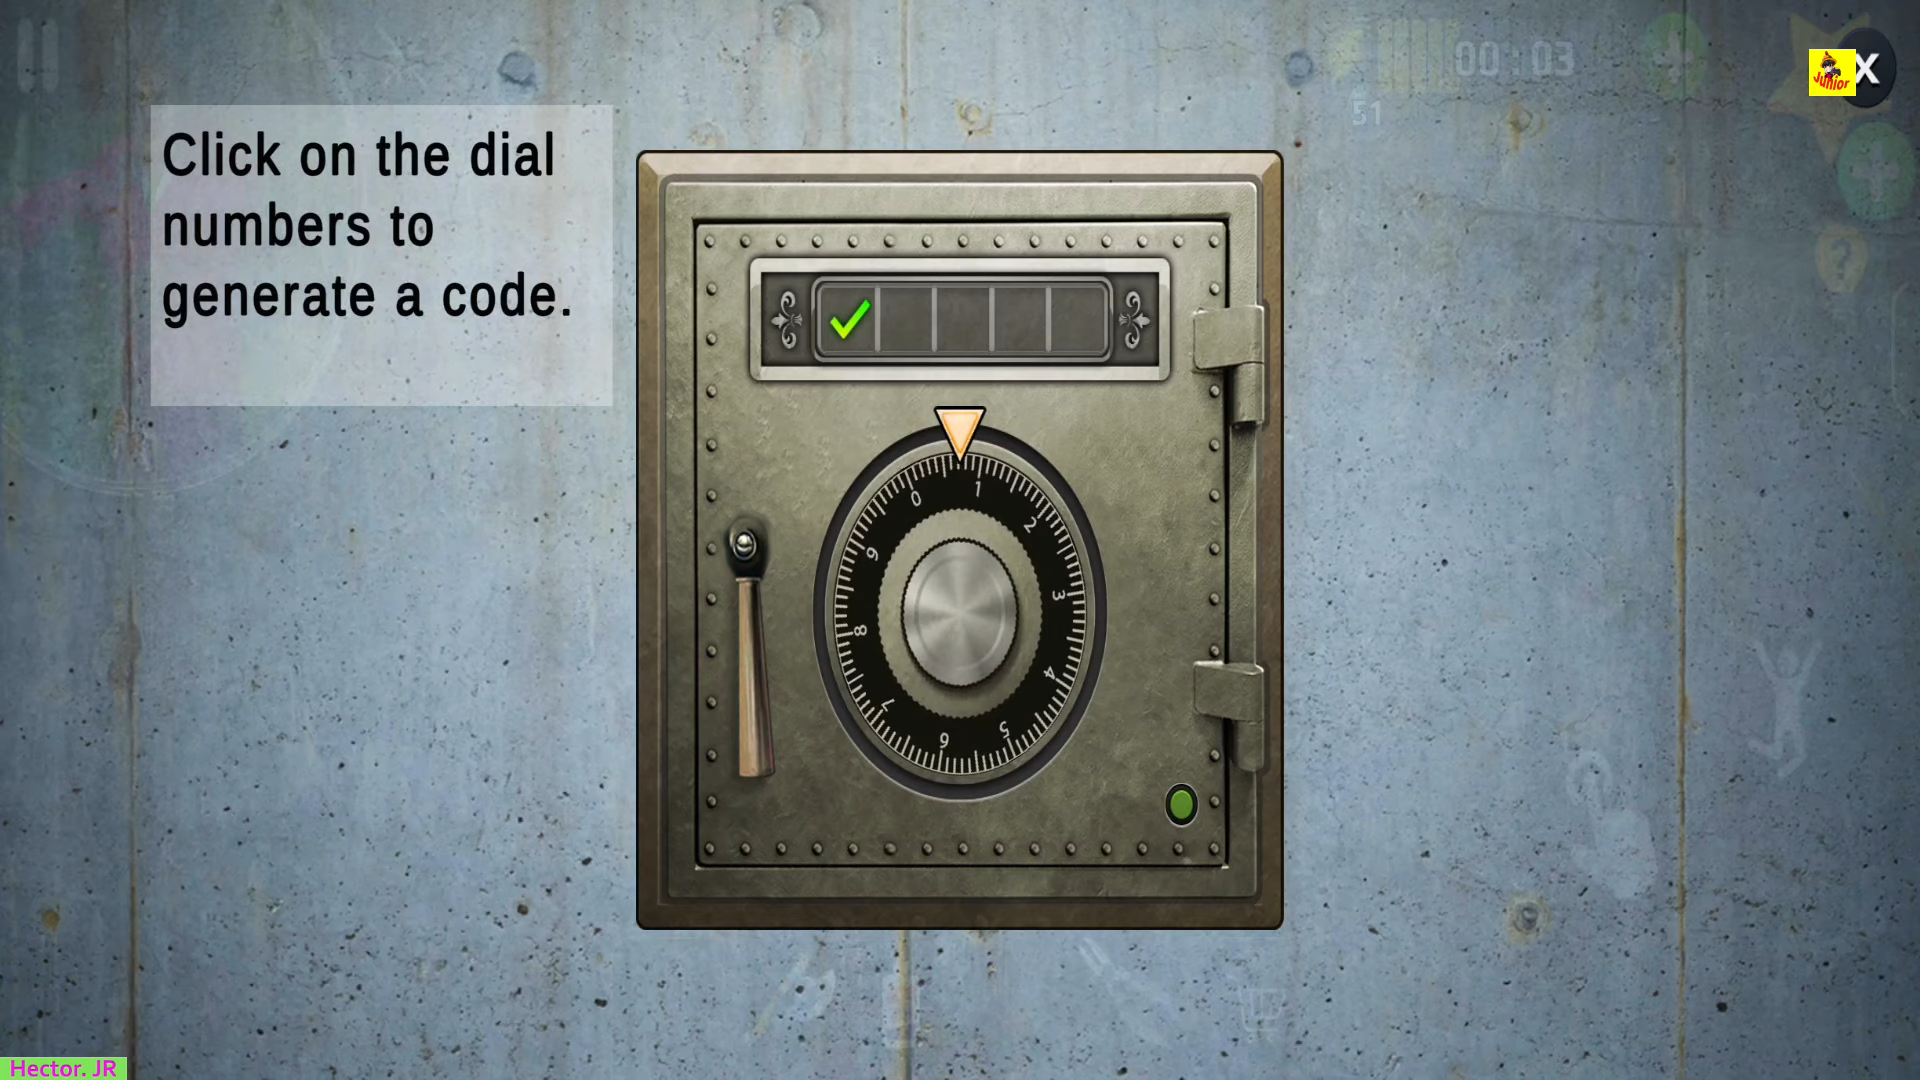 00:03
51
Junior
X
Click on the dial
numbers to
generate a code.
?
0
1
2
3
4
5
6
7
8
9
Hector. JR